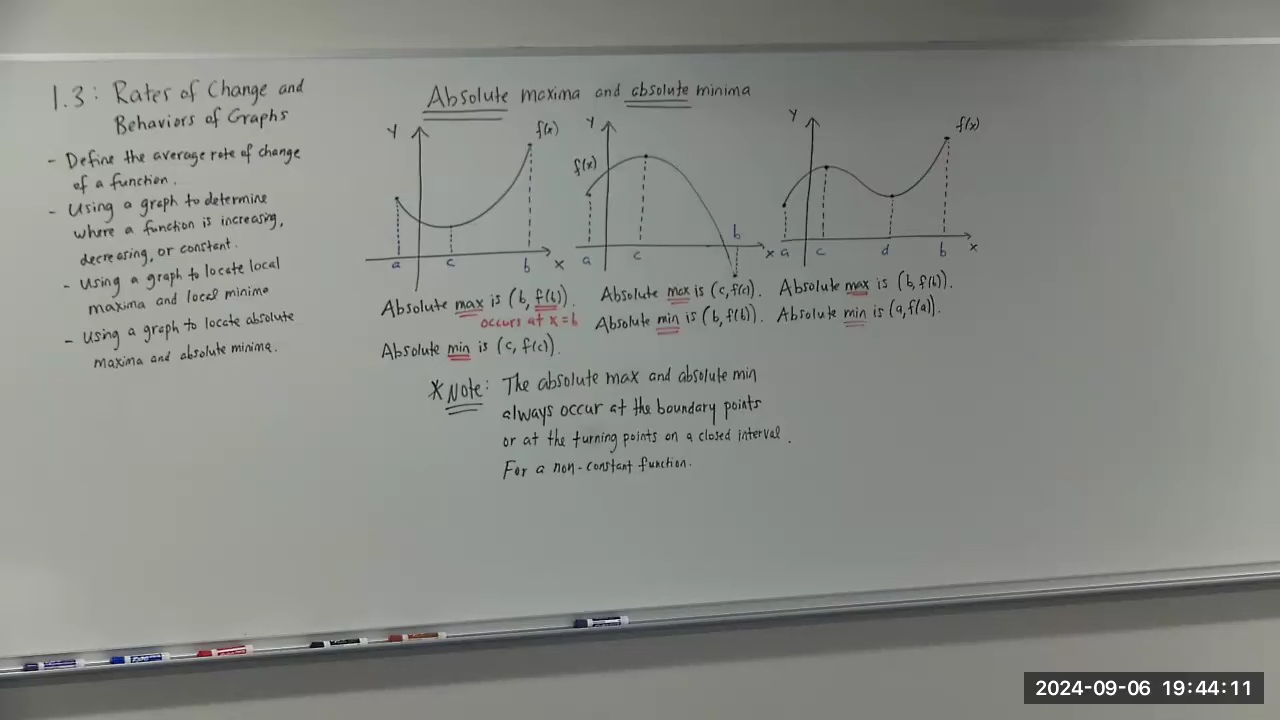 1.3: Rates of Change and
Behaviors of Graphs
- Define the average rate of change
of a function.
- Using a graph to determine
where a function is increasing,
decreasing, or constant.
- Using a graph to locate local
maxima and local minima
- Using a graph to locate absolute
maxima and absolute minima.
Absolute maxima and absolute minima
y
f(x)
a
c
b
x
Absolute max is (b, f(b)).
occurs at x=b
Absolute min is (c, f(c)).
y
f(x)
a
c
b
x
Absolute max is (c, f(c)).
Absolute min is (b, f(b)).
y
f(x)
a
c
d
b
x
Absolute max is (b, f(b)).
Absolute min is (a, f(a)).
* Note: The absolute max and absolute min
always occur at the boundary points
or at the turning points on a closed interval.
For a non-constant function.
2024-09-06 19:44:11